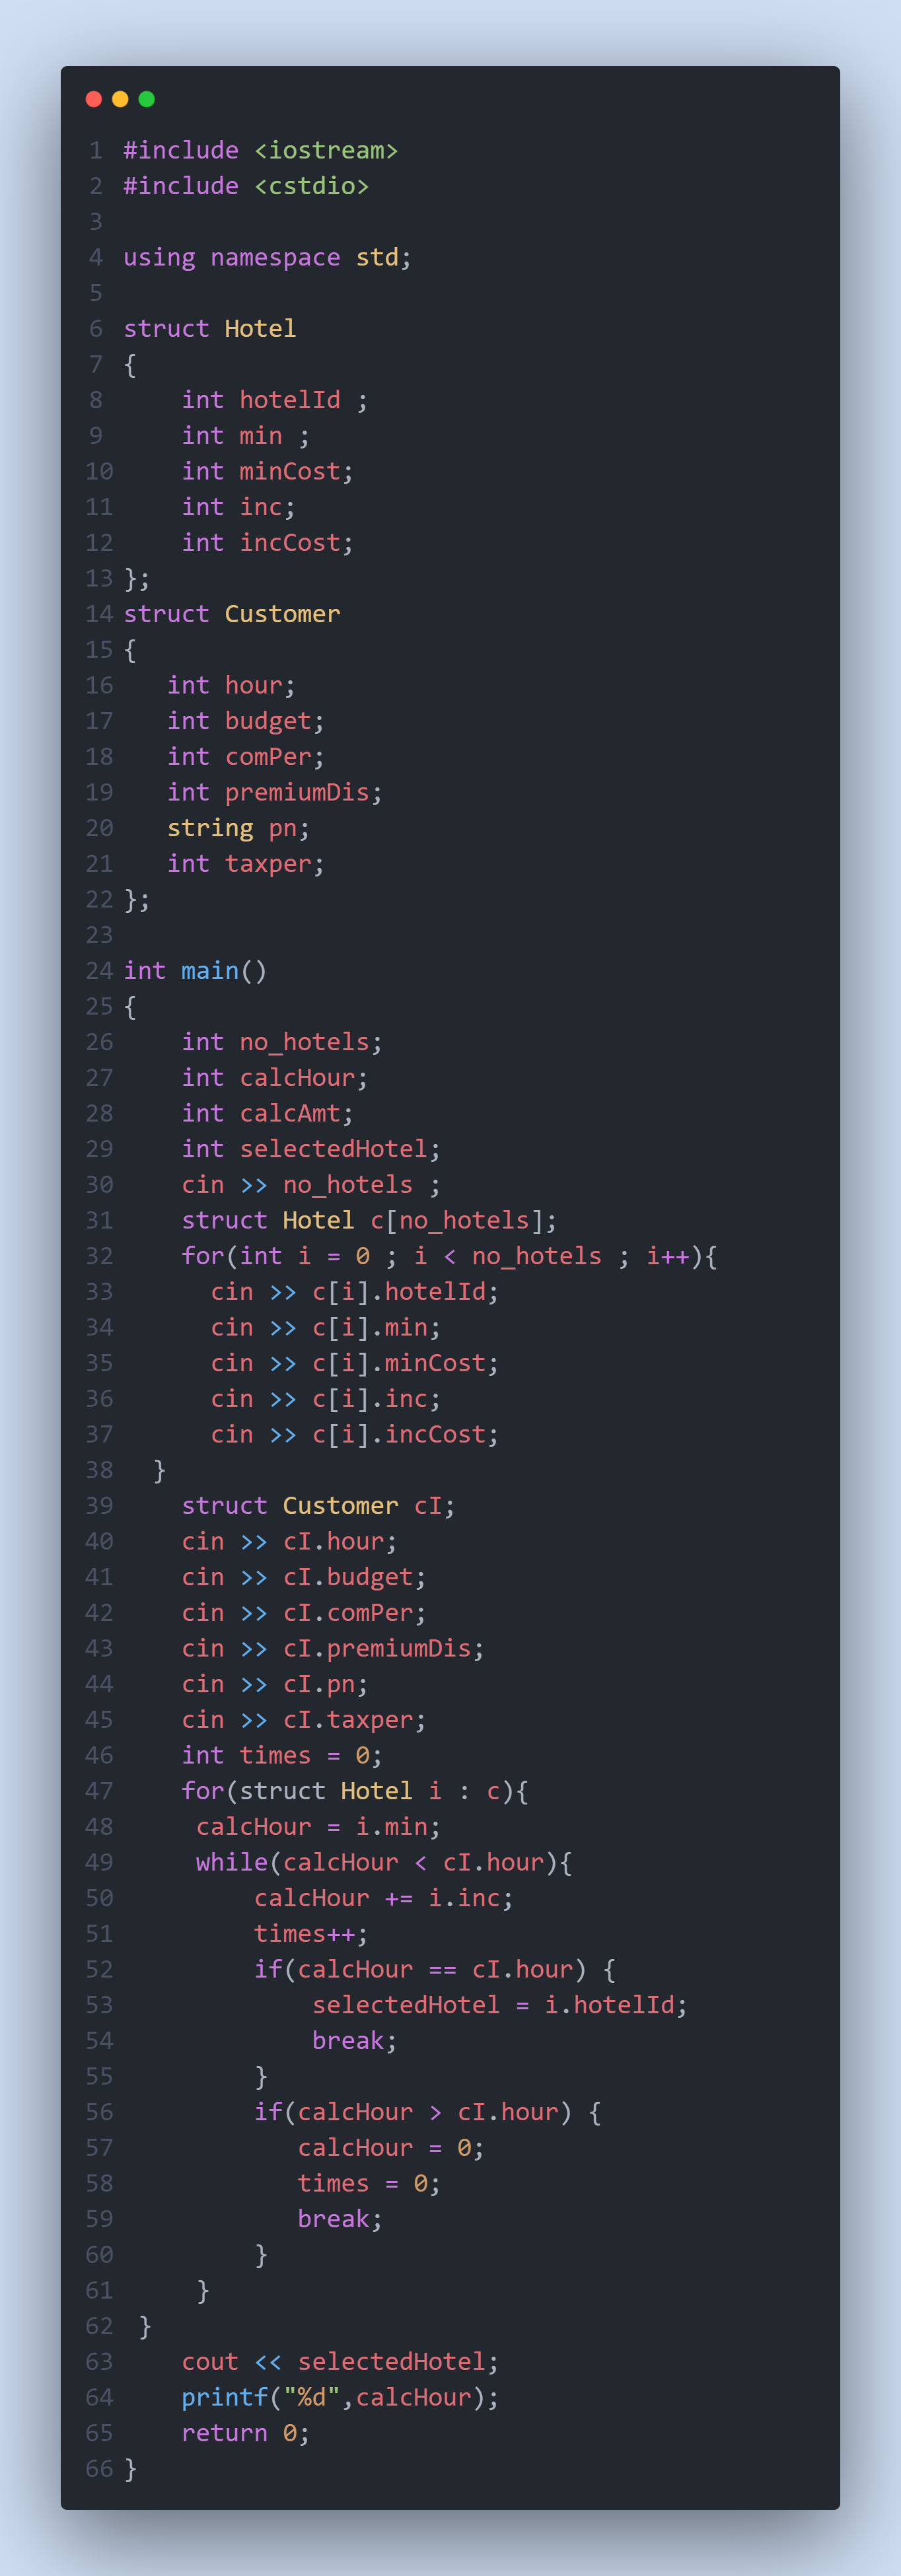 1 #include <iostream>
2 #include <cstdio>
3
4 using namespace std;
5
6 struct Hotel
7 {
8     int hotelId ;
9     int min ;
10     int minCost;
11     int inc;
12     int incCost;
13 };
14 struct Customer
15 {
16    int hour;
17    int budget;
18    int comPer;
19    int premiumDis;
20    string pn;
21    int taxper;
22 };
23
24 int main()
25 {
26     int no_hotels;
27     int calcHour;
28     int calcAmt;
29     int selectedHotel;
30     cin >> no_hotels ;
31     struct Hotel c[no_hotels];
32     for(int i = 0 ; i < no_hotels ; i++){
33       cin >> c[i].hotelId;
34       cin >> c[i].min;
35       cin >> c[i].minCost;
36       cin >> c[i].inc;
37       cin >> c[i].incCost;
38   }
39     struct Customer cI;
40     cin >> cI.hour;
41     cin >> cI.budget;
42     cin >> cI.comPer;
43     cin >> cI.premiumDis;
44     cin >> cI.pn;
45     cin >> cI.taxper;
46     int times = 0;
47     for(struct Hotel i : c){
48      calcHour = i.min;
49      while(calcHour < cI.hour){
50          calcHour += i.inc;
51          times++;
52          if(calcHour == cI.hour) {
53              selectedHotel = i.hotelId;
54              break;
55          }
56          if(calcHour > cI.hour) {
57             calcHour = 0;
58             times = 0;
59             break;
60          }
61      }
62  }
63     cout << selectedHotel;
64     printf("%d",calcHour);
65     return 0;
66 }